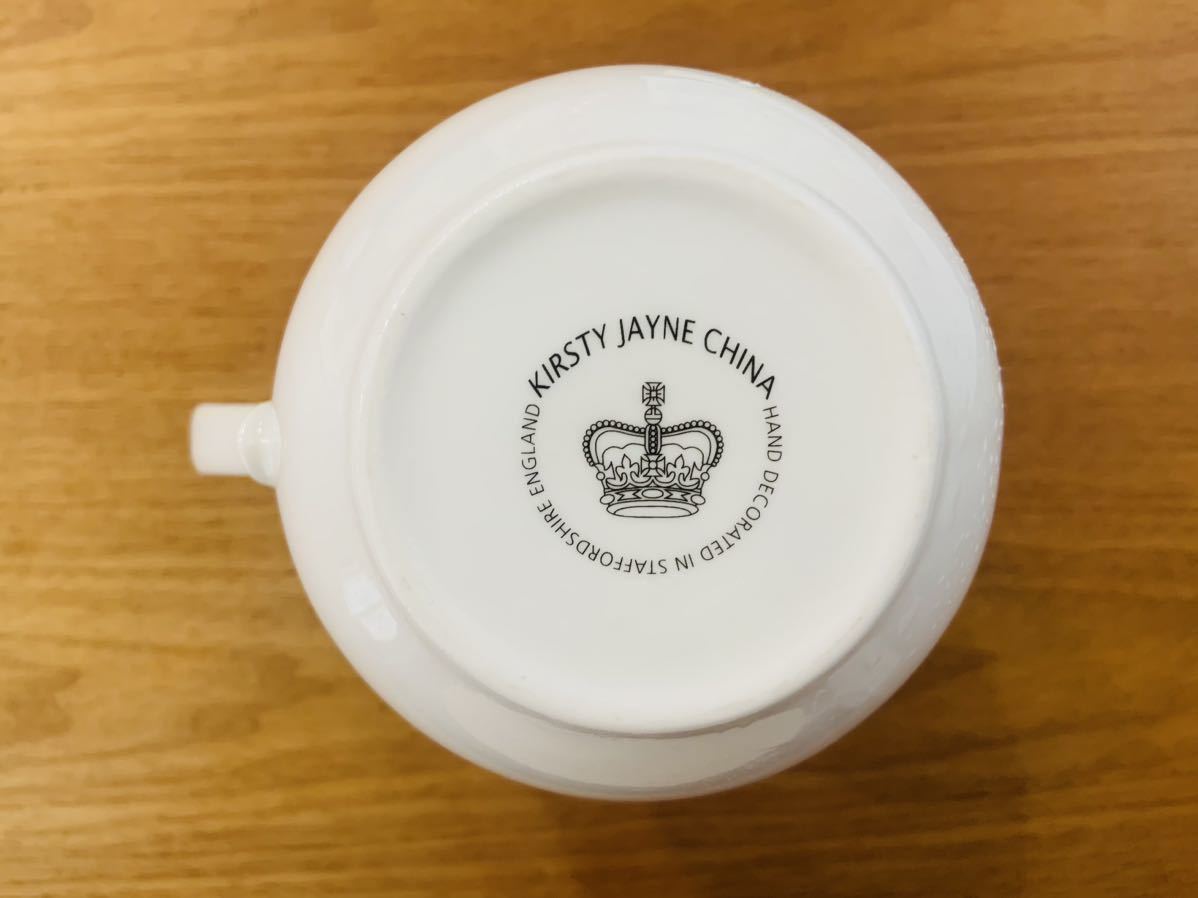 KIRSTY JAYNE CHINA
HAND DECORATED IN STAFFORDSHIRE ENGLAND